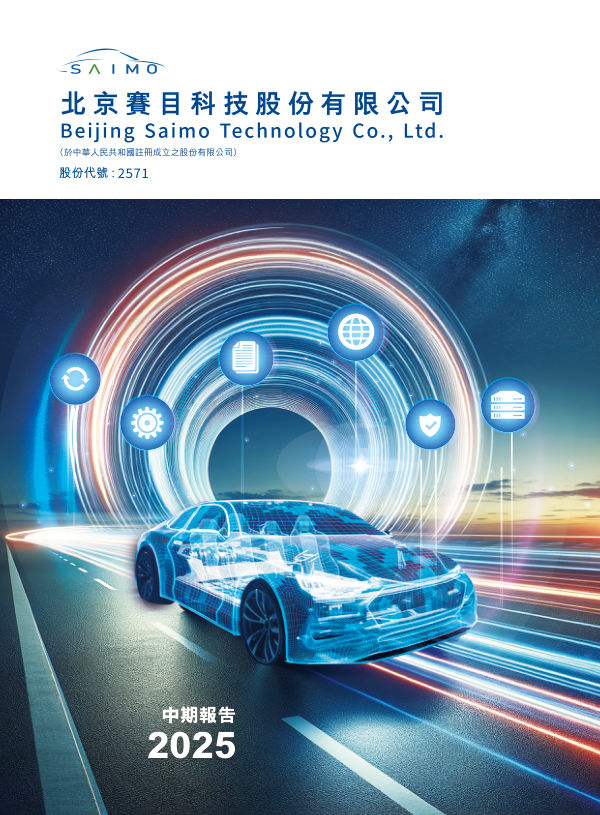 SAIMO
北京賽目科技股份有限公司
Beijing Saimo Technology Co., Ltd.
（於中華人民共和國註冊成立之股份有限公司）
股份代號 : 2571
中期報告
2025